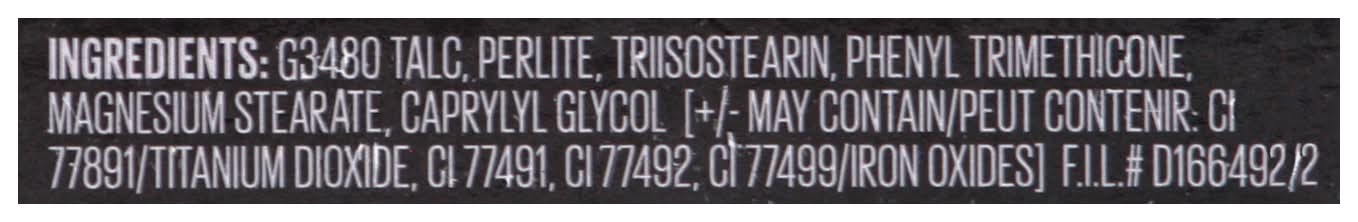 INGREDIENTS: G3480 TALC, PERLITE, TRIISOSTEARIN, PHENYL TRIMETHICONE,
MAGNESIUM STEARATE, CAPRYLYL GLYCOL [+/- MAY CONTAIN/PEUT CONTENIR: CI
77891/TITANIUM DIOXIDE, CI 77491, CI 77492, CI 77499/IRON OXIDES] F.I.L.# D166492/2